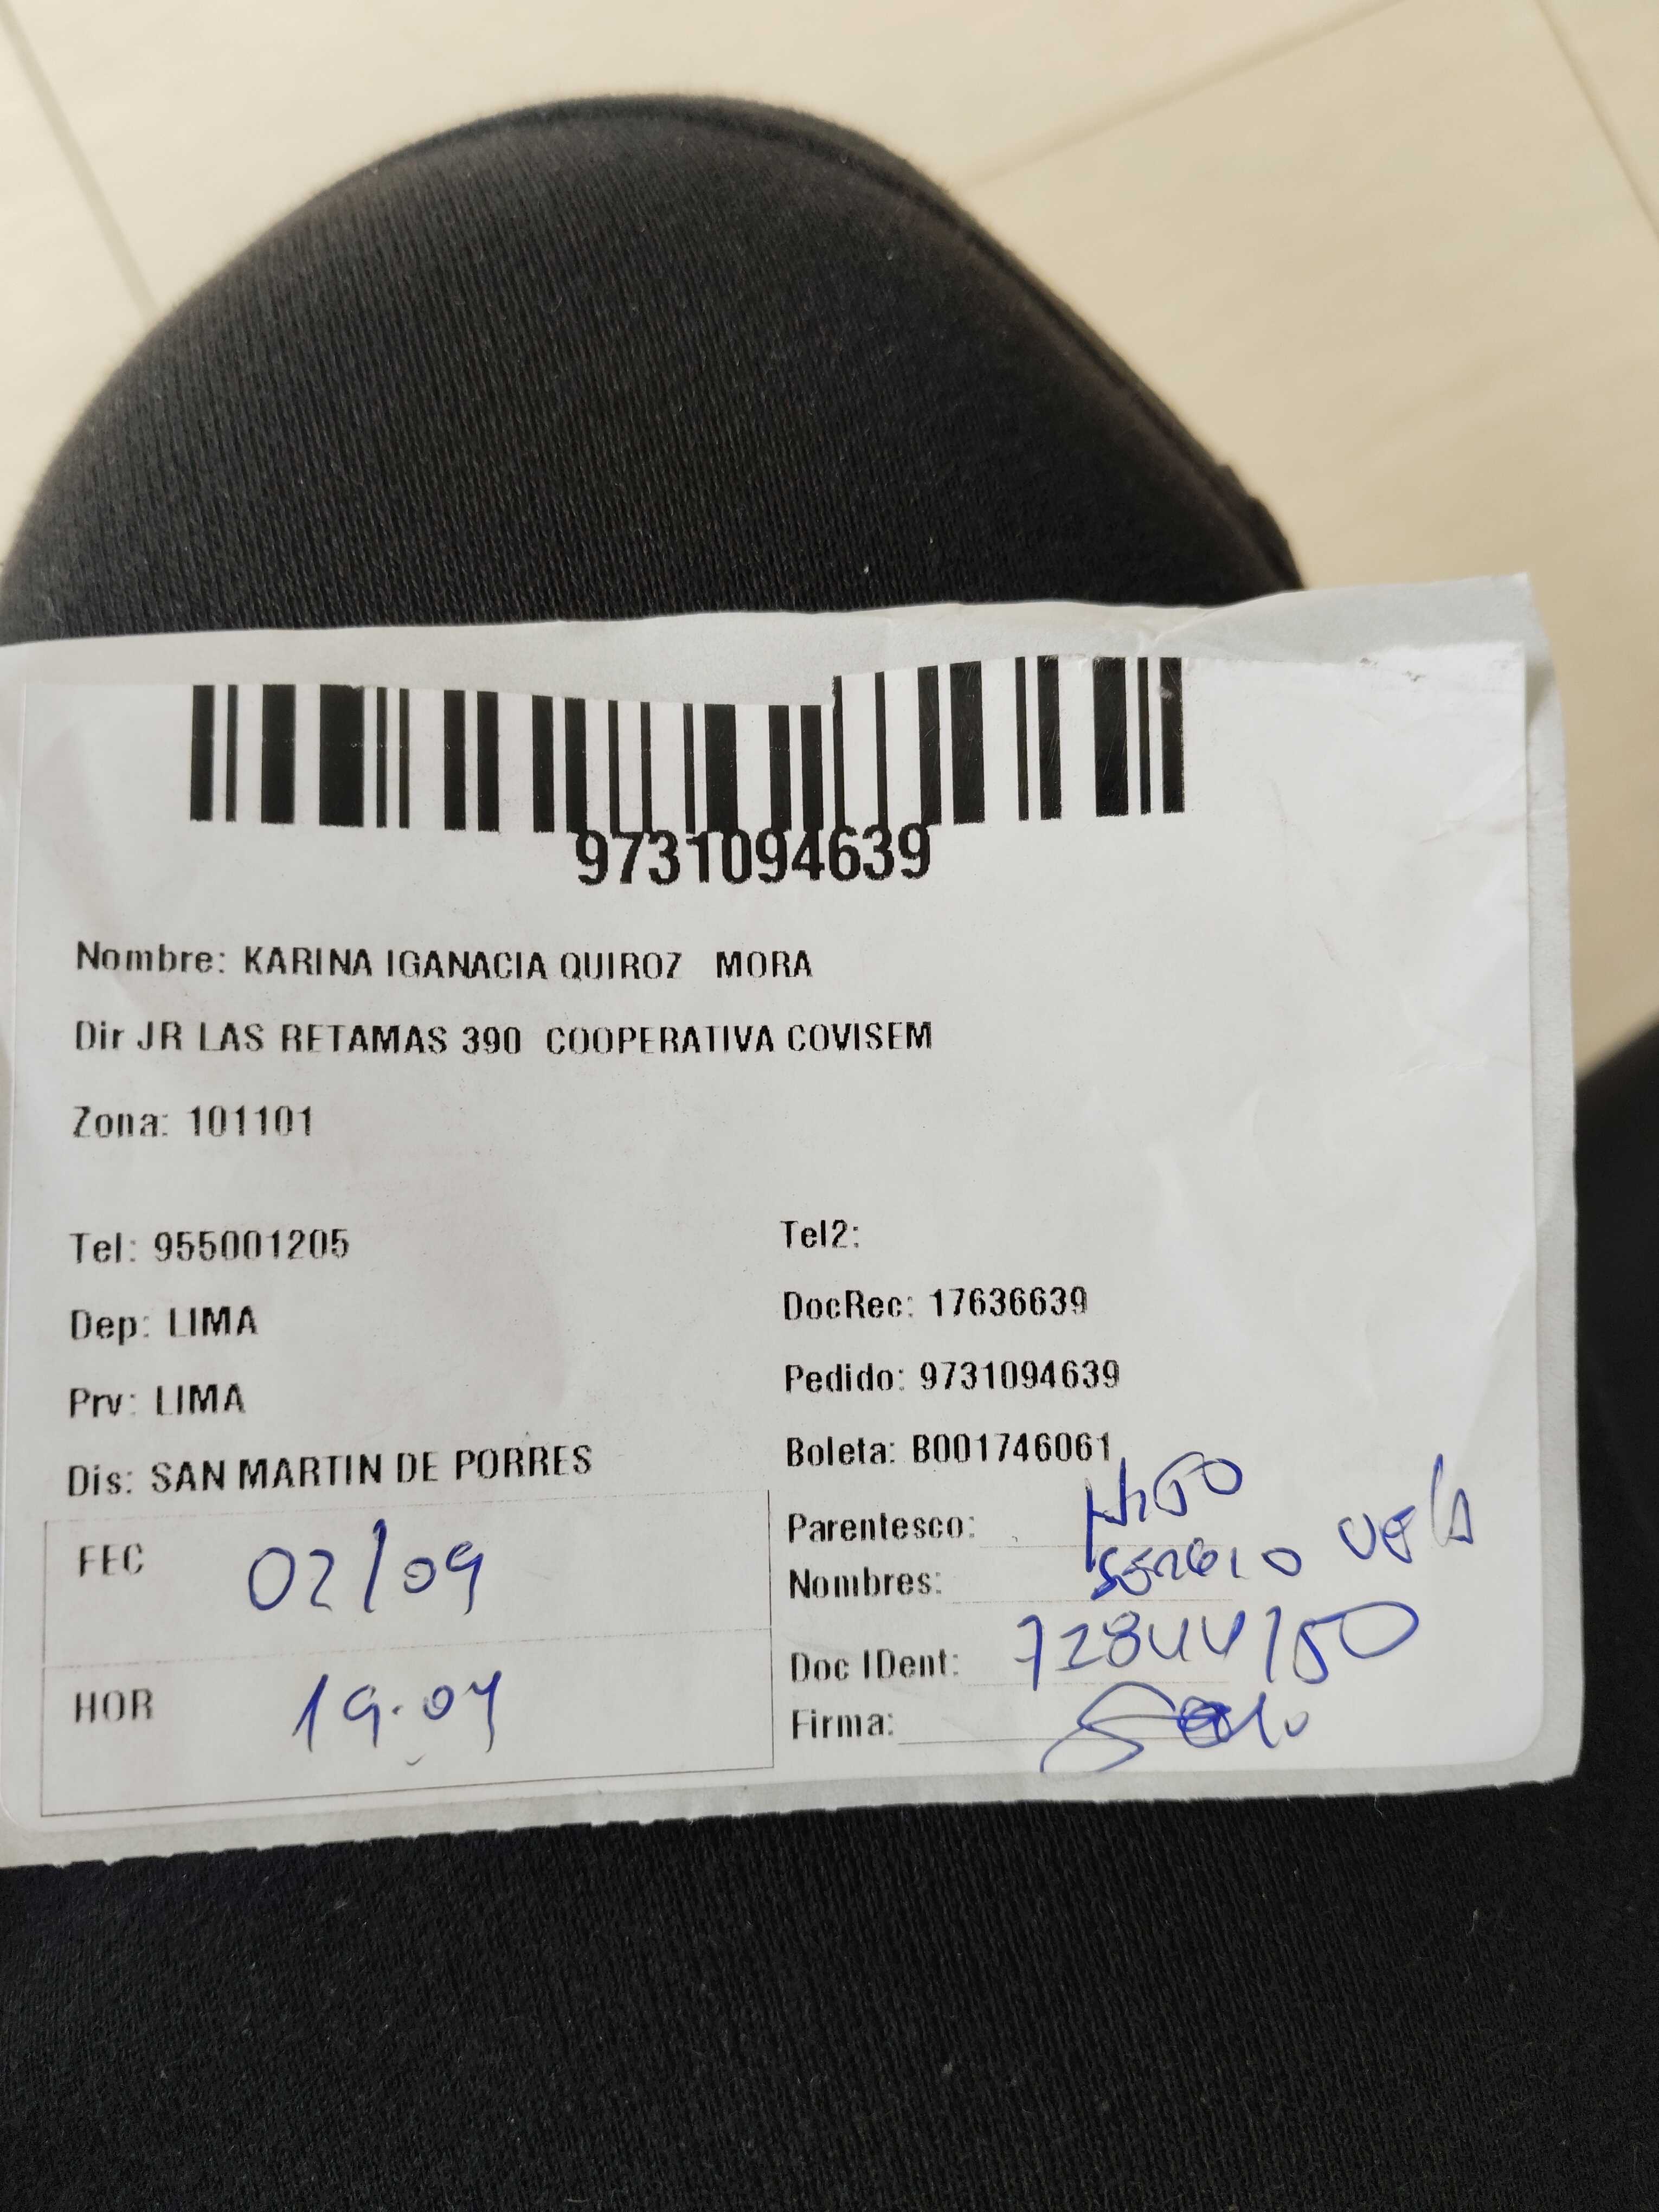 9731094639
Nombre: KARINA IGANACIA QUIROZ MORA
Dir JR LAS RETAMAS 390 COOPERATIVA COVISEM
Zona: 101101
Tel: 955001205
Tel2:
Dep: LIMA
DocRec: 17636639
Prv: LIMA
Pedido: 9731094639
Dis: SAN MARTIN DE PORRES
Boleta: B001746061
FEC 02/09
Parentesco: HIJO
Nombres: SERGIO
HOR 19:04
Doc IDent: 72844150
Firma: